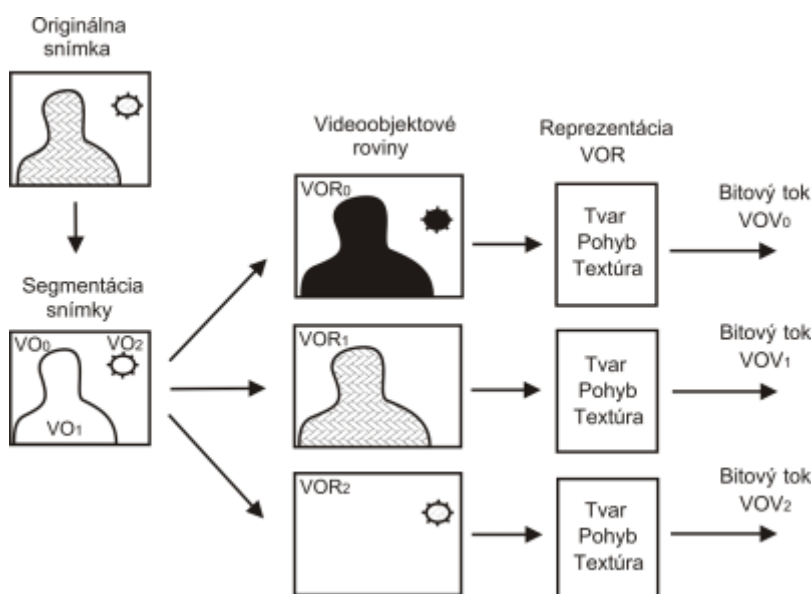 Originálna
snímka
Segmentácia
snímky
VO0
VO2
VO1
Videoobjektové
roviny
VOR0
VOR1
VOR2
Reprezentácia
VOR
Tvar
Pohyb
Textúra
Tvar
Pohyb
Textúra
Tvar
Pohyb
Textúra
Bitový tok
VOV0
Bitový tok
VOV1
Bitový tok
VOV2